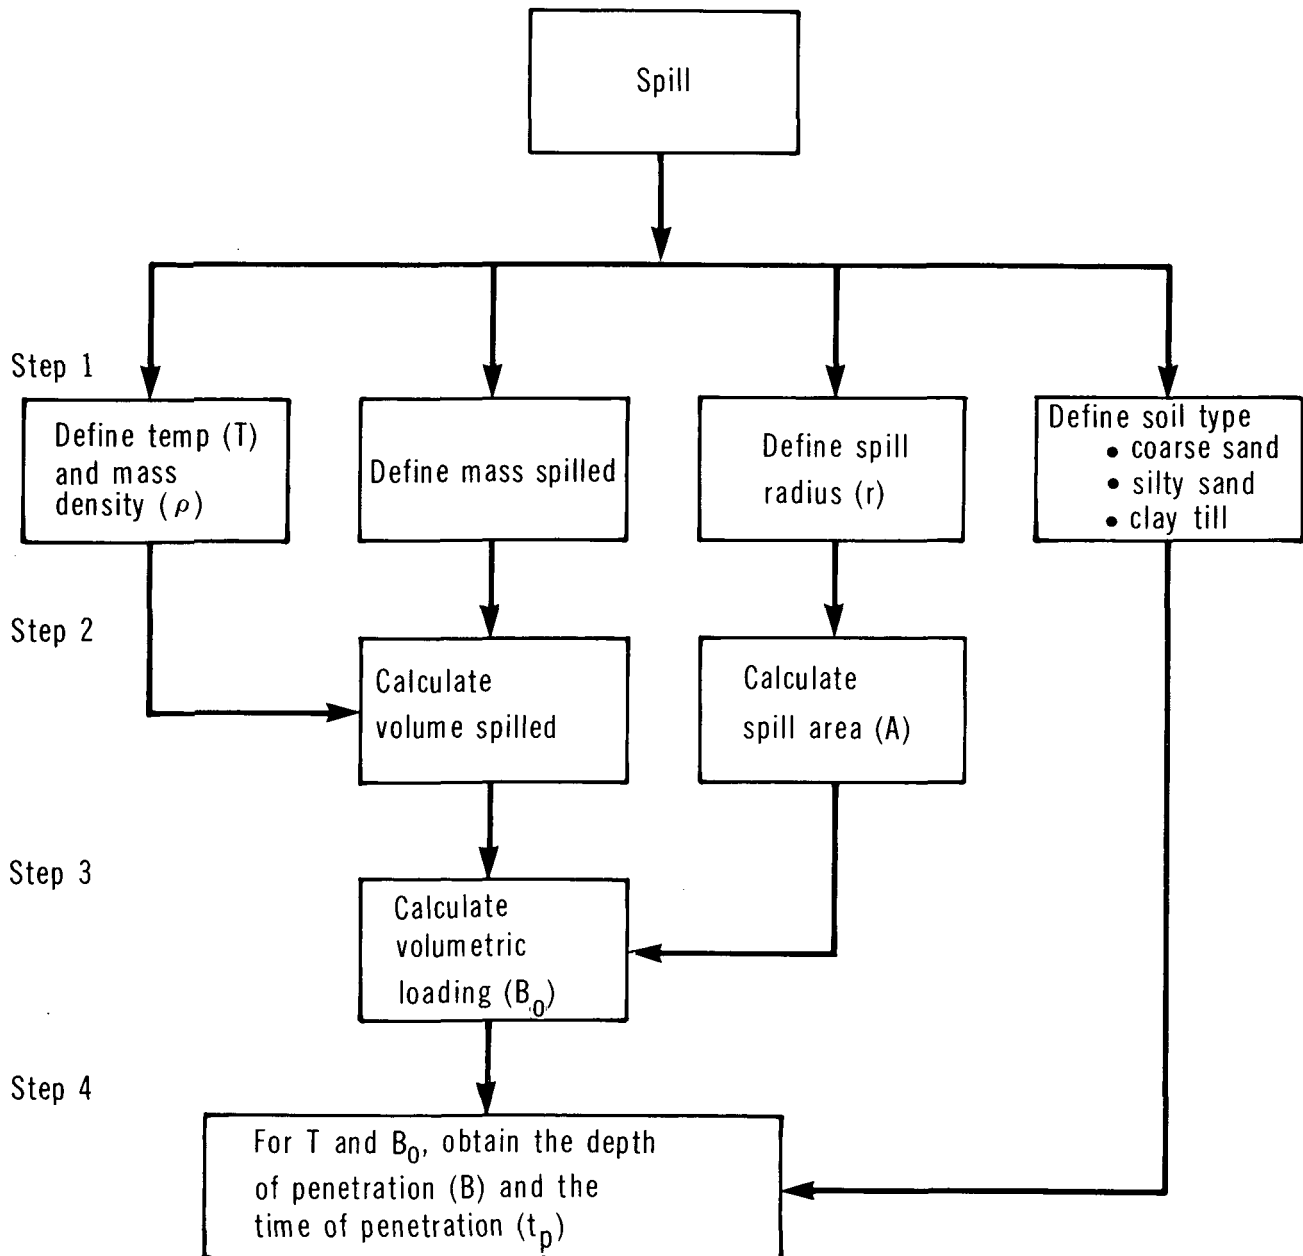 Spill
Step 1
Define temp (T)
and mass
density (ρ)
Define mass spilled
Define spill
radius (r)
Define soil type
• coarse sand
• silty sand
• clay till
Step 2
Calculate
volume spilled
Calculate
spill area (A)
Step 3
Calculate
volumetric
loading (B₀)
Step 4
For T and B₀, obtain the depth
of penetration (B) and the
time of penetration (tₚ)